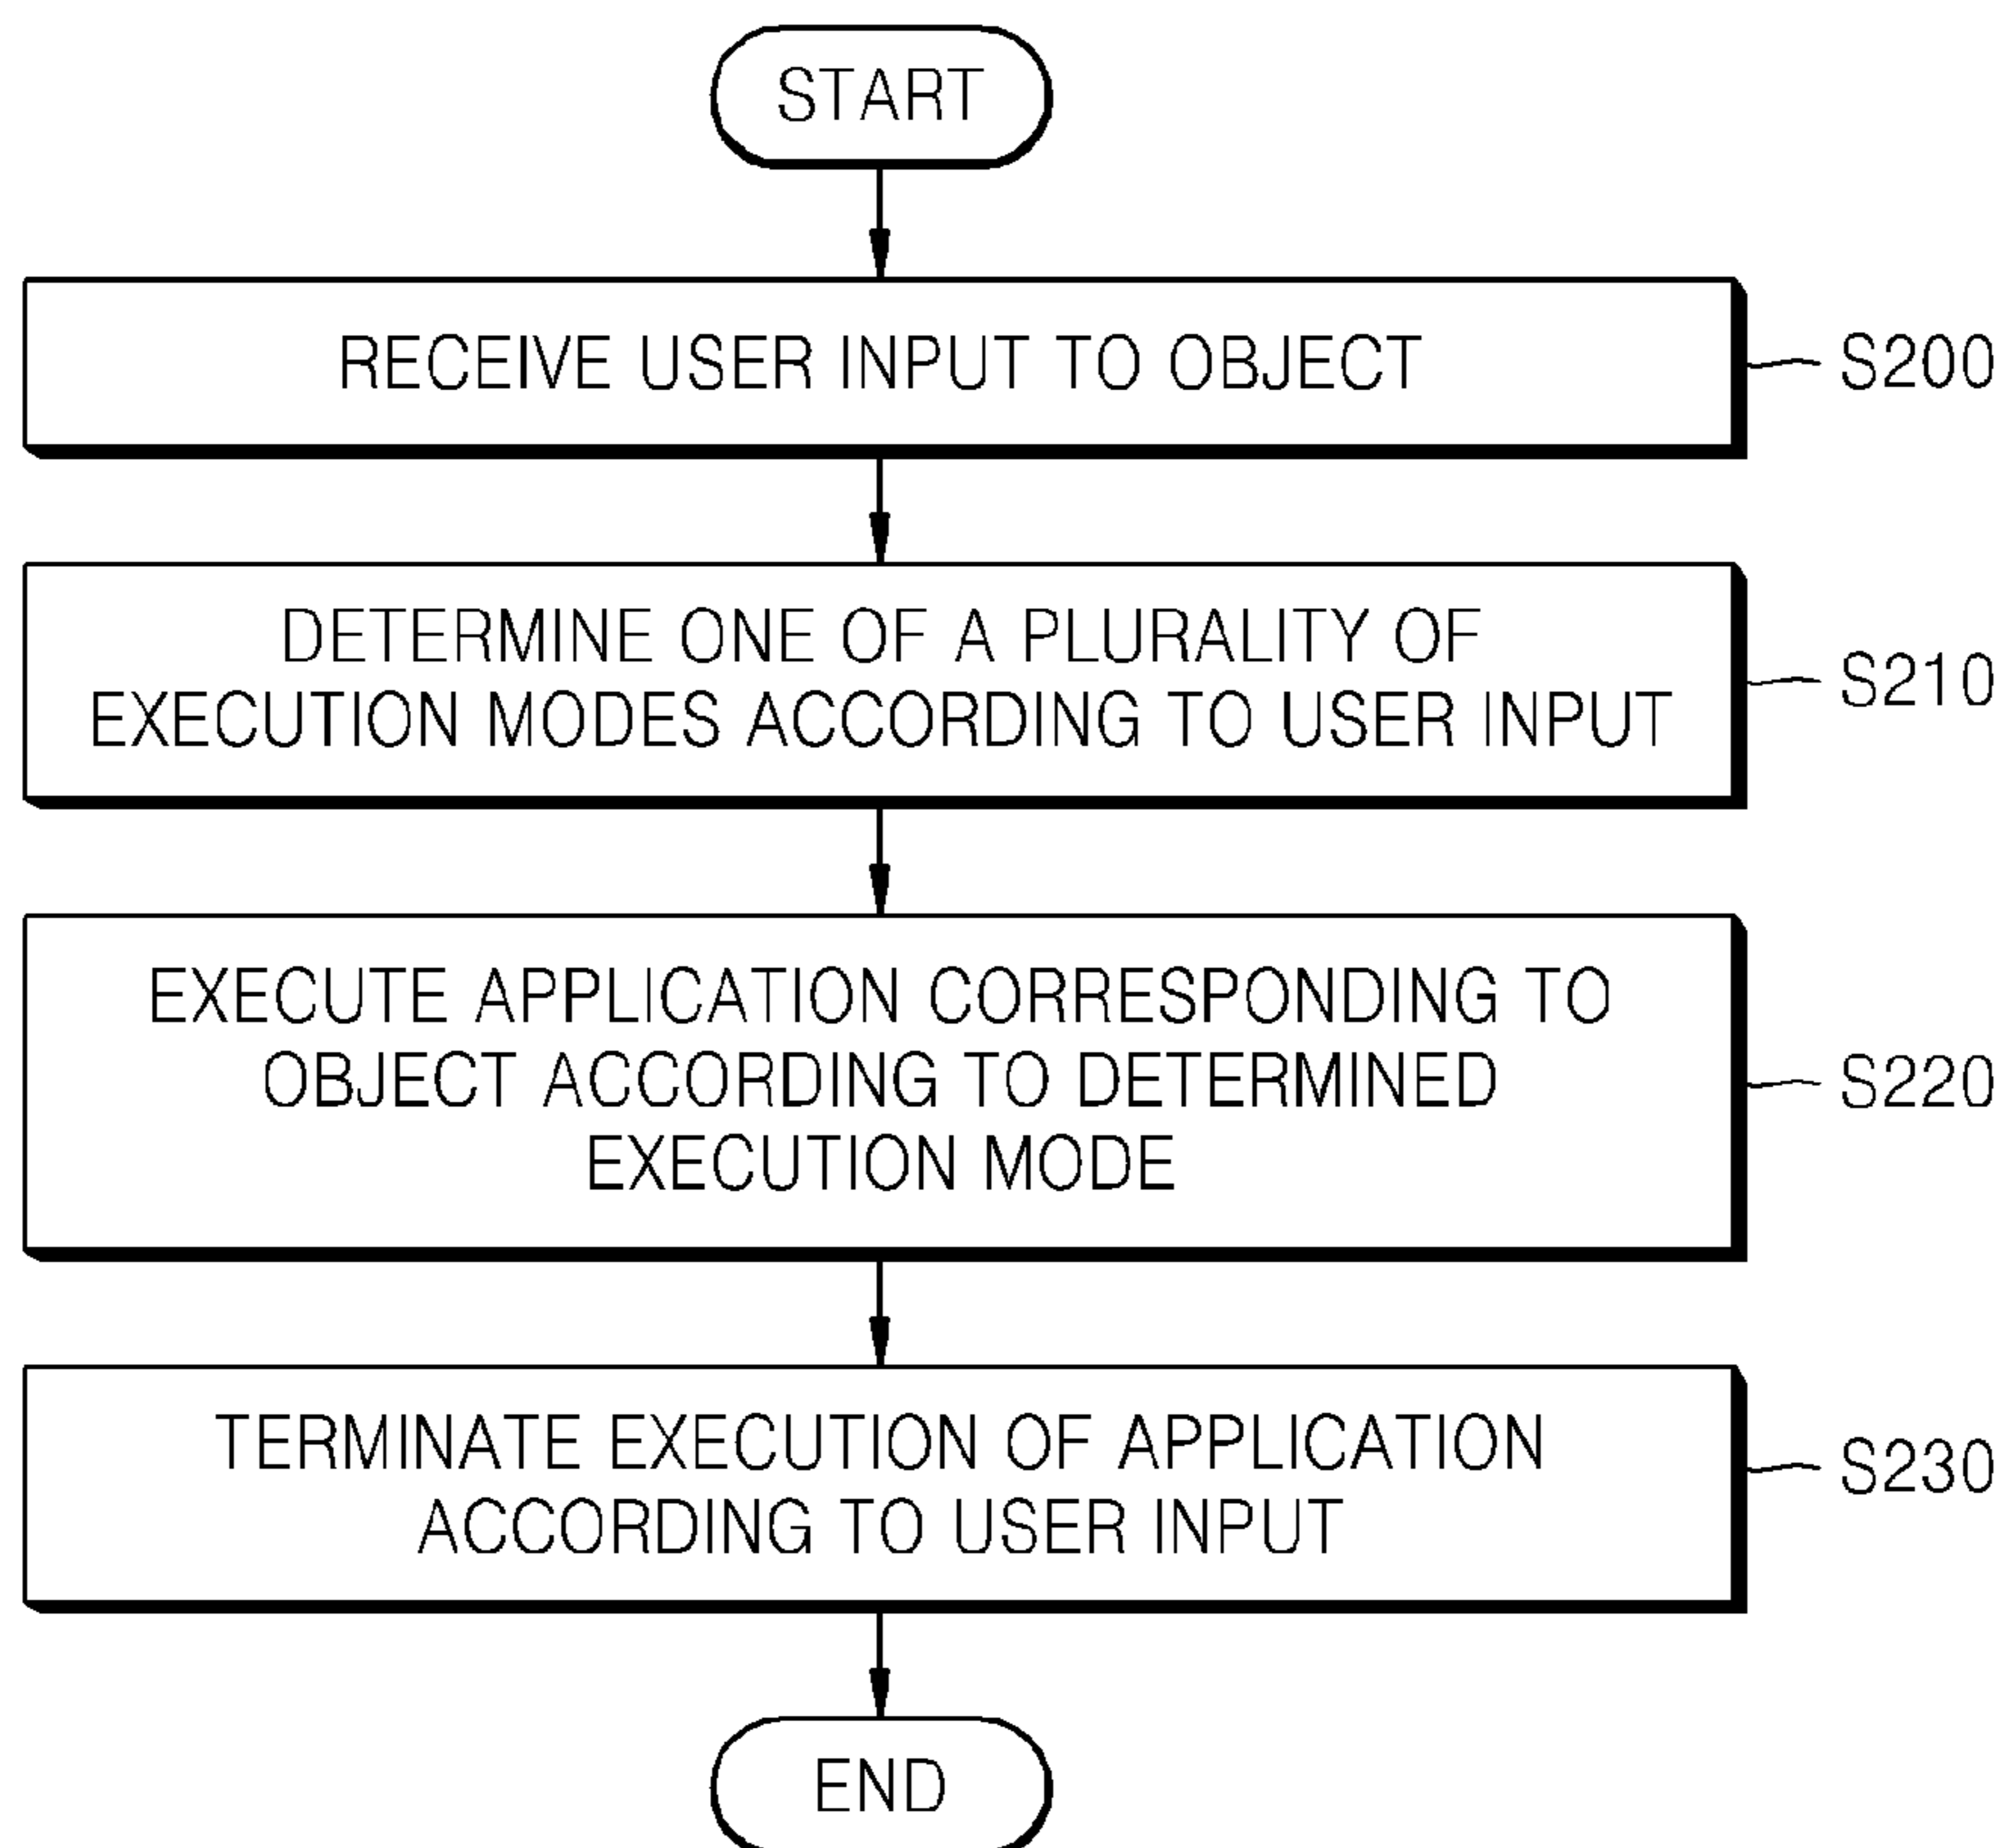 START
RECEIVE USER INPUT TO OBJECT
S200
DETERMINE ONE OF A PLURALITY OF
EXECUTION MODES ACCORDING TO USER INPUT
S210
EXECUTE APPLICATION CORRESPONDING TO
OBJECT ACCORDING TO DETERMINED
EXECUTION MODE
S220
TERMINATE EXECUTION OF APPLICATION
ACCORDING TO USER INPUT
S230
END